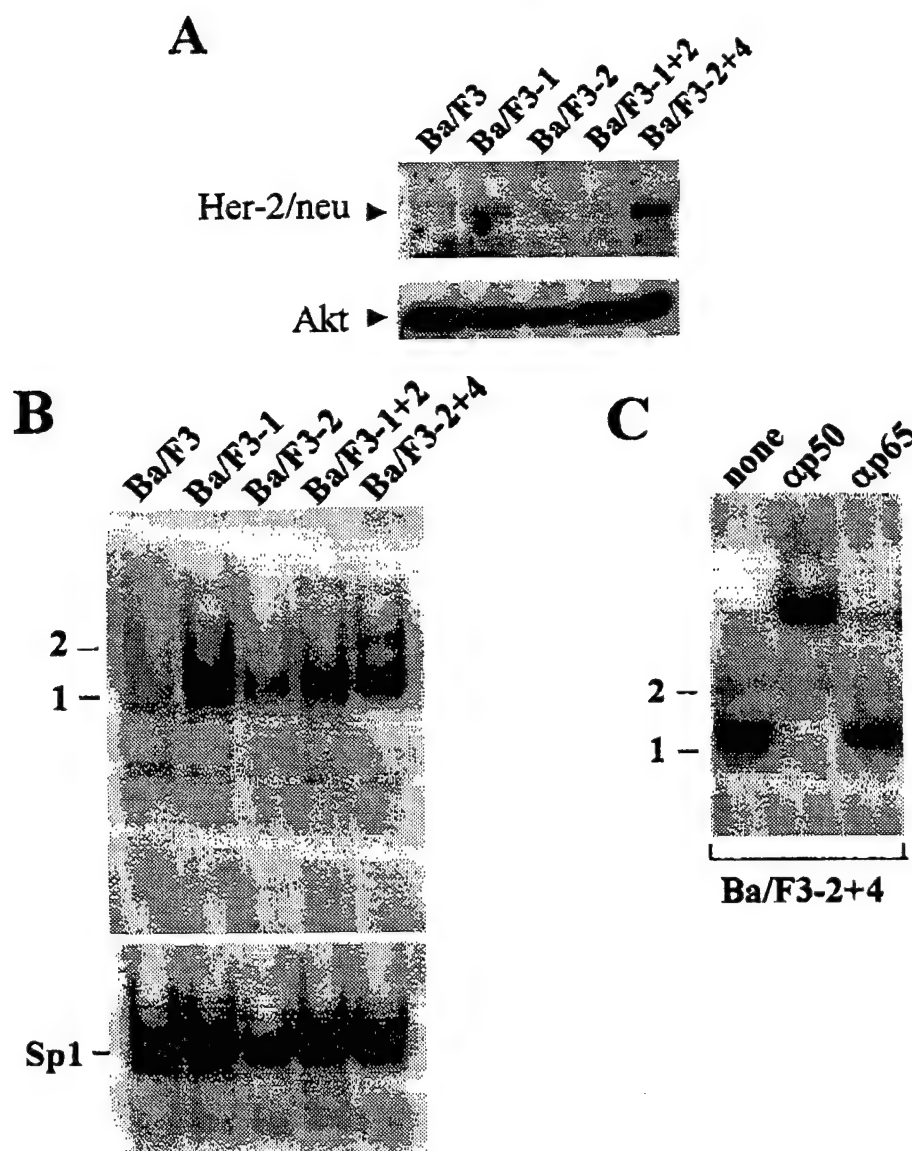 A
Ba/F3 Ba/F3-1 Ba/F3-2 Ba/F3-1+2 Ba/F3-2+4
Her-2/neu
Akt
B
Ba/F3 Ba/F3-1 Ba/F3-2 Ba/F3-1+2 Ba/F3-2+4
2
1
Sp1
C
none αp50 αp65
2
1
Ba/F3-2+4